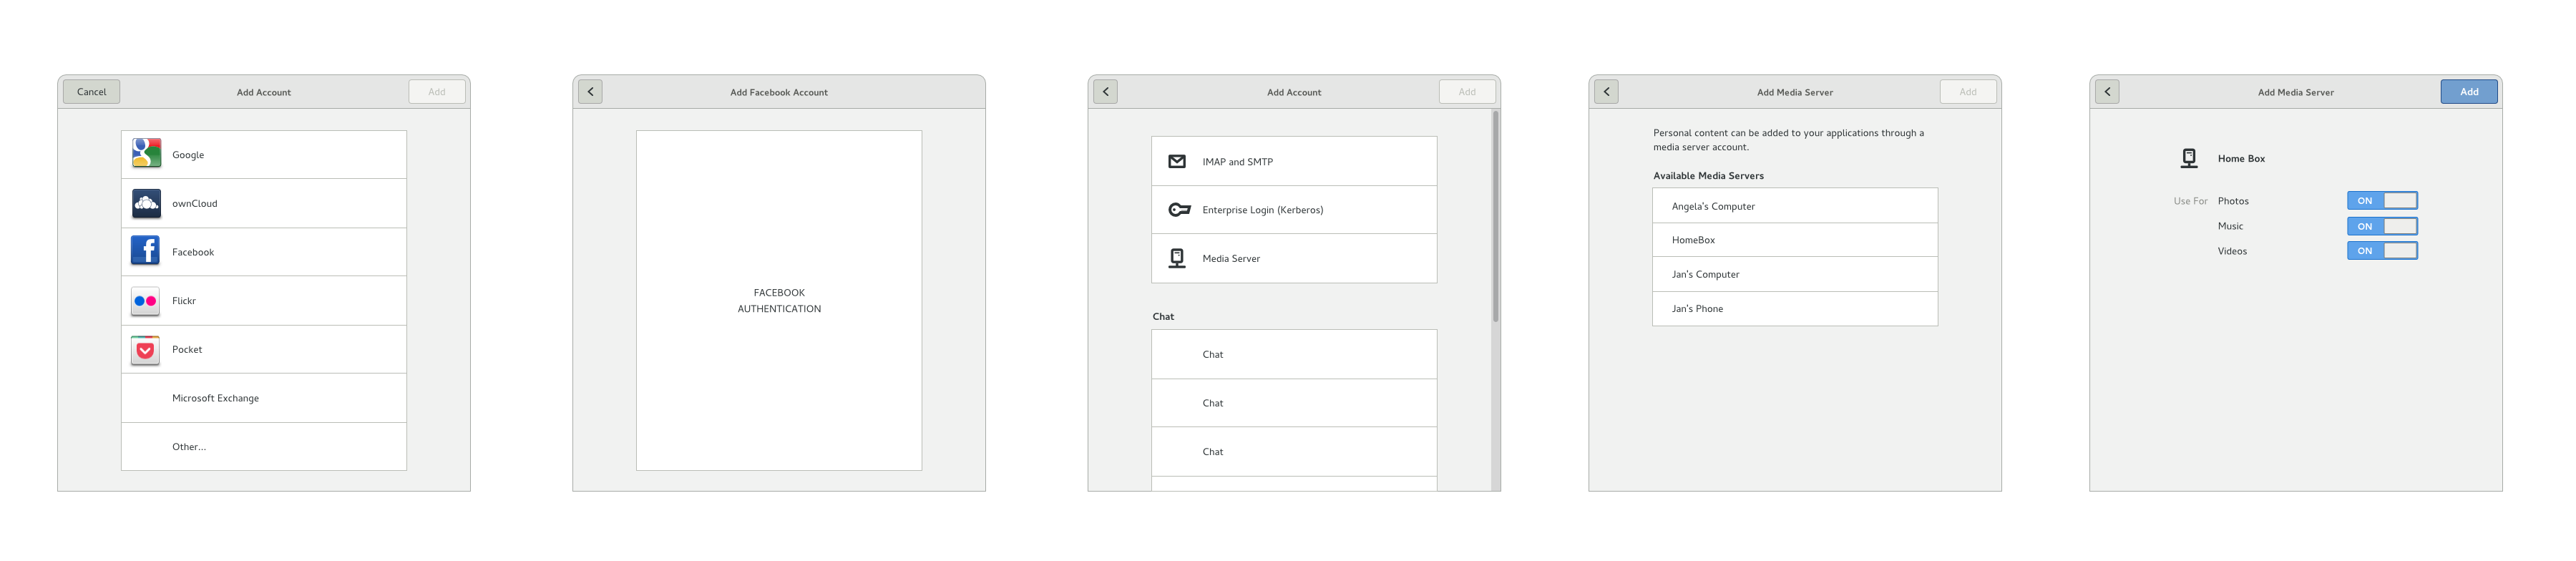 Cancel
Add Account
Add
Google
ownCloud
Facebook
Flickr
Pocket
Microsoft Exchange
Other...
Add Facebook Account
FACEBOOK
AUTHENTICATION
Add Account
Add
IMAP and SMTP
Enterprise Login (Kerberos)
Media Server
Chat
Chat
Chat
Chat
Add Media Server
Add
Personal content can be added to your applications through a
media server account.
Available Media Servers
Angela's Computer
HomeBox
Jan's Computer
Jan's Phone
Add Media Server
Add
Home Box
Use For Photos ON
Music ON
Videos ON